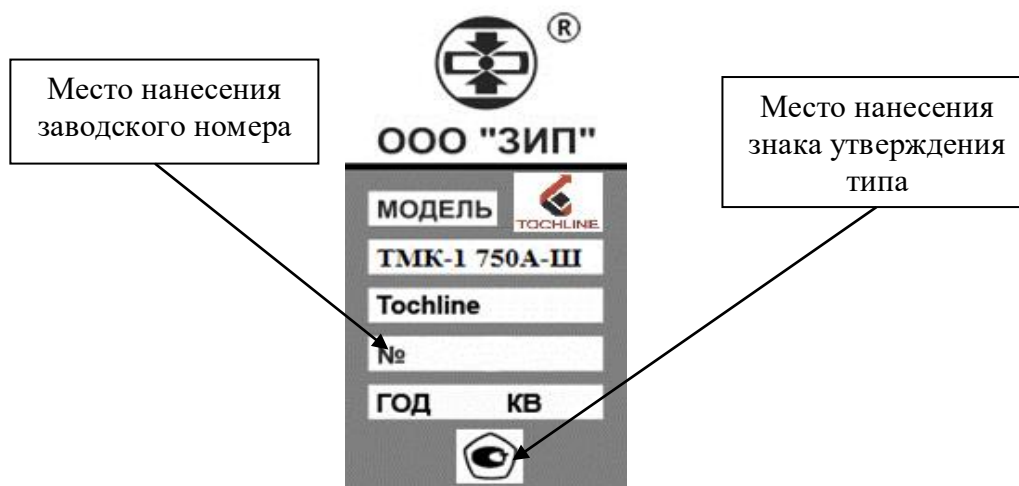 ®
Место нанесения
заводского номера
ООО "ЗИП"
Место нанесения
знака утверждения
типа
МОДЕЛЬ
TOCHLINE
ТМК-1 750А-Ш
Tochline
№
ГОД КВ